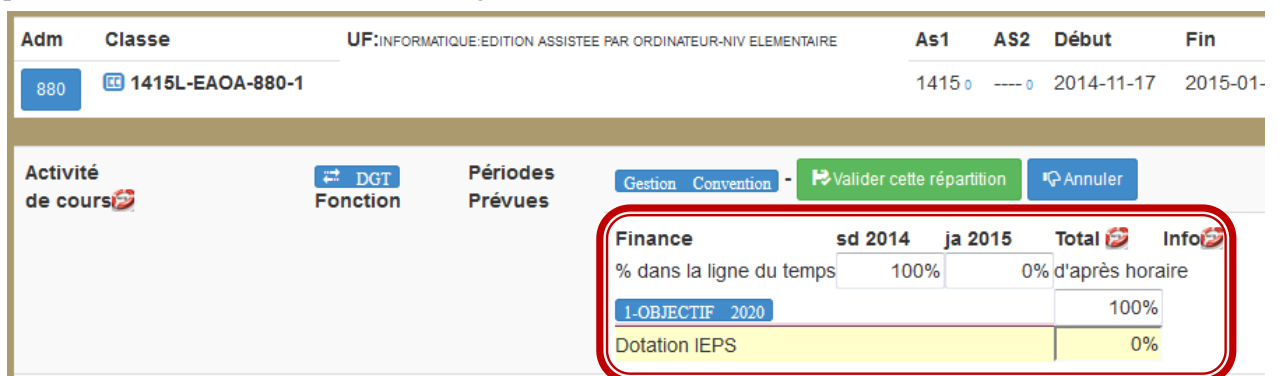 Adm Classe UF:INFORMATIQUE:EDITION ASSISTEE PAR ORDINATEUR-NIV ELEMENTAIRE As1 AS2 Début Fin
880 CC 1415L-EAOA-880-1 1415 0 ---- 0 2014-11-17 2015-01-
Activité DGT Périodes Gestion Convention - Valider cette répartition Annuler
de cours Fonction Prévues
Finance sd 2014 ja 2015 Total Info
% dans la ligne du temps 100% 0% d'après horaire
1-OBJECTIF 2020 100%
Dotation IEPS 0%